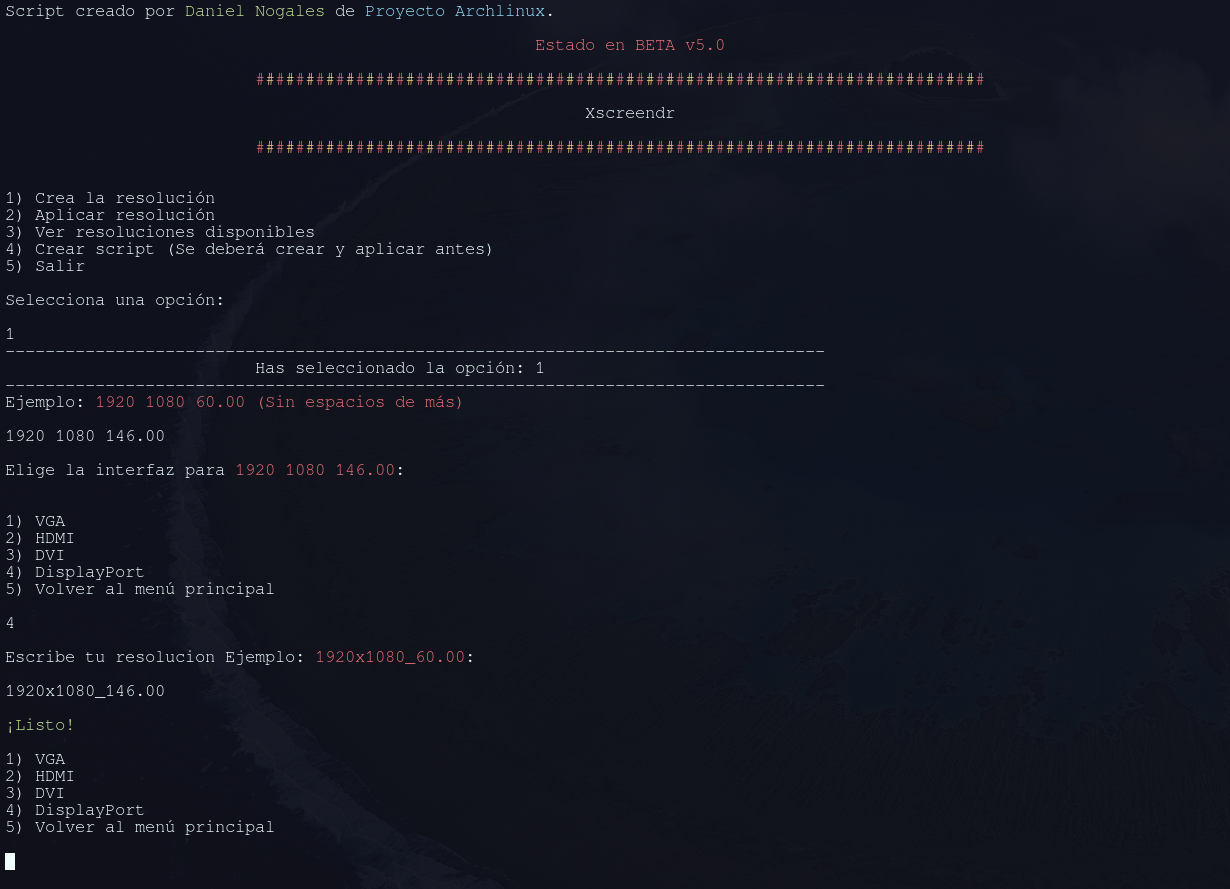 Script creado por Daniel Nogales de Proyecto Archlinux.
Estado en BETA v5.0
#########################################################################
Xscreendr
#########################################################################
1) Crea la resolución
2) Aplicar resolución
3) Ver resoluciones disponibles
4) Crear script (Se deberá crear y aplicar antes)
5) Salir
Selecciona una opción:
1
----------------------------------------------------------------------------------
Has seleccionado la opción: 1
----------------------------------------------------------------------------------
Ejemplo: 1920 1080 60.00 (Sin espacios de más)
1920 1080 146.00
Elige la interfaz para 1920 1080 146.00:
1) VGA
2) HDMI
3) DVI
4) DisplayPort
5) Volver al menú principal
4
Escribe tu resolucion Ejemplo: 1920x1080_60.00:
1920x1080_146.00
¡Listo!
1) VGA
2) HDMI
3) DVI
4) DisplayPort
5) Volver al menú principal